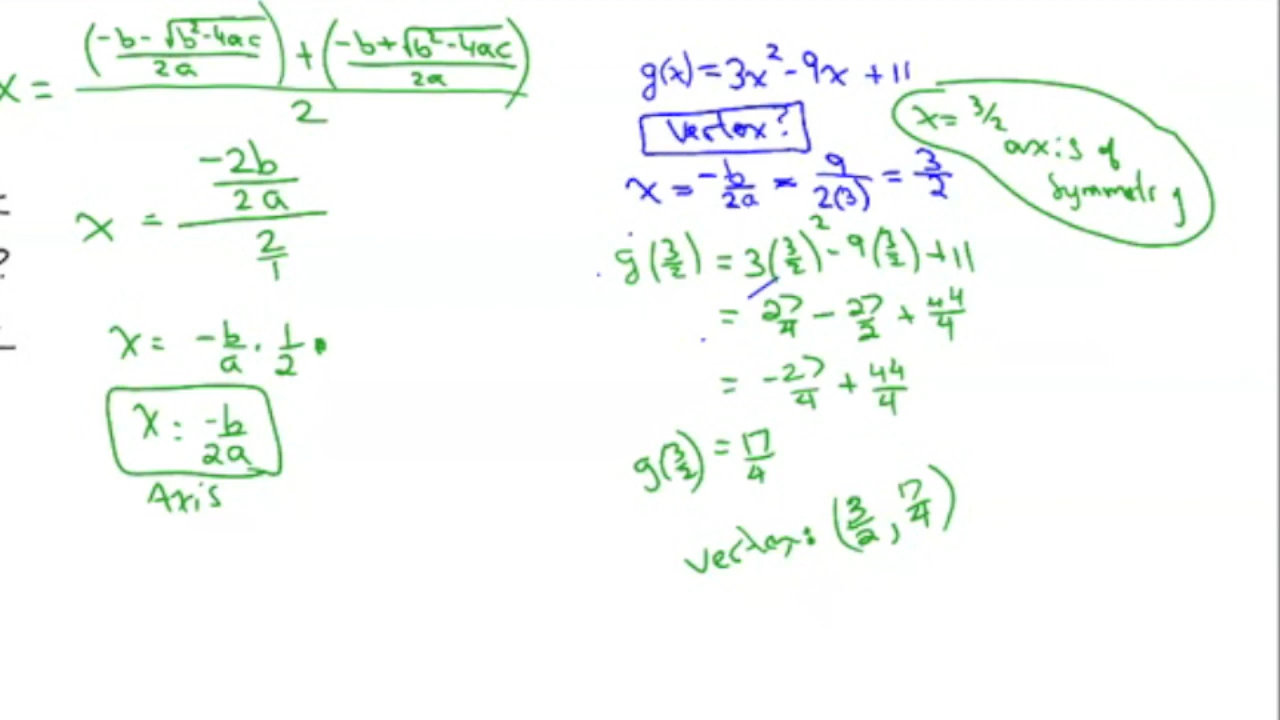 x = ((-b-√(b²-4ac))/2a) + ((-b+√(b²-4ac))/2a) / 2
x = (-2b/2a) / (2/1)
x = -b/a · 1/2 ·
x : -b/2a
Axis
g(x) = 3x² - 9x + 11
Vertex?
x = -b/2a = 9/2(3) = 3/2
x = 3/2
axis of
symmetry
g(3/2) = 3(3/2)² - 9(3/2) + 11
= 27/4 - 27/2 + 44/4
= -27/4 + 44/4
g(3/2) = 17/4
vertex: (3/2, 17/4)
?